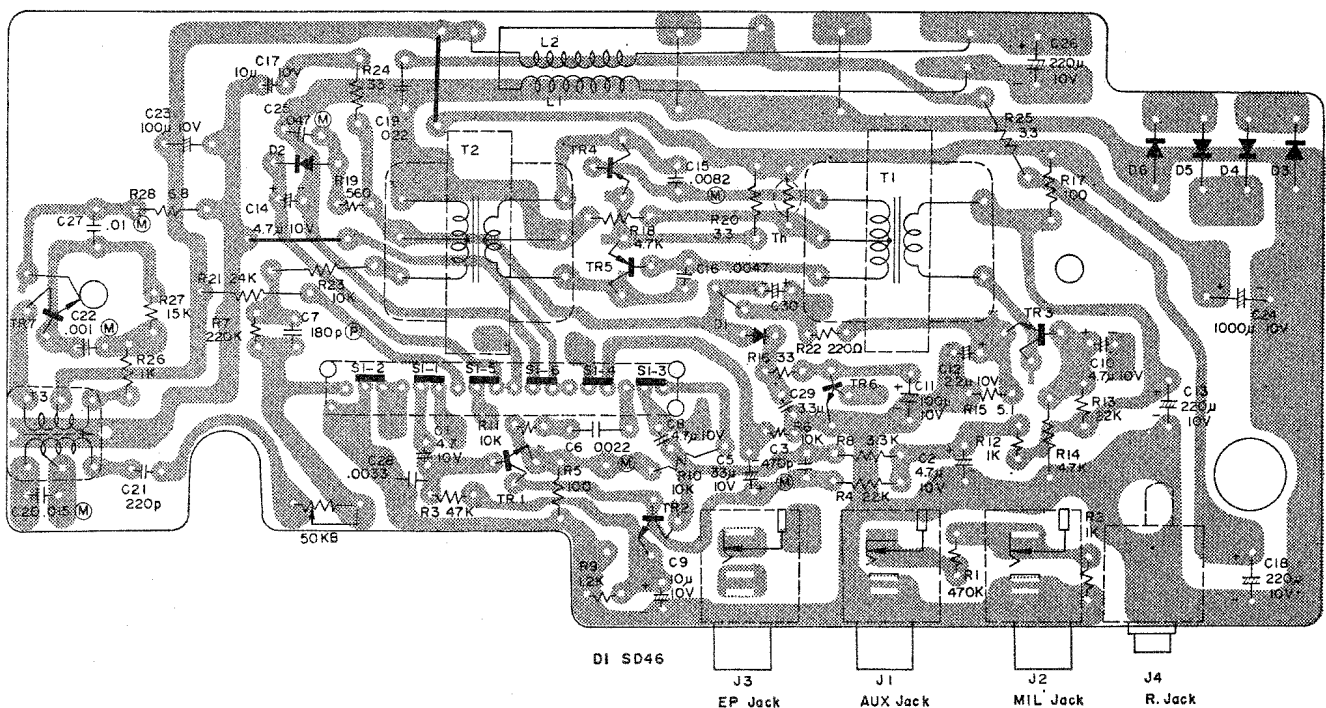 L2
L1
C26
220μ
10V
C17
10μ 10V
R24
33
C25
.047 M
C19
0.22
C23
100μ 10V
D2
R19
560
C14
4.7μ 10V
T2
TR4
C15
.0082
M
R25
3.3
T1
R17
100
D6
D5
D4
D3
R28 6.8
C27
.01 M
R18
4.7K
R20
33
Th
TR5
C16 .0047
C30
R21 24K
R23
10K
R27
15K
TR7
C22
.001 M
R7
220K
C7
180p P
D1
R16 33
R22 220Ω
TR3
C24
1000μ 10V
R26
1K
T3
S1-2
S1-1
S1-5
S1-6
S1-4
S1-3
C29
33μ
TR6
C11
100μ
10V
C12
22μ 10V
R15 5.1
C10
4.7μ 10V
R13
22K
C13
220μ
10V
R11
10K
C1
4.7
10V
C6
.0022
M
C8
4.7μ 10V
R6
10K
C3
470p
M
R8 3.3K
R12
1K
R14
4.7K
C28
.0033
TR1
R5
100
R10
10K
C5
33μ
10V
R4 22K
C2
4.7μ
10V
C21
220p
C20 .015 M
50KB
R3 47K
TR2
R9
1.2K
C9
10μ
10V
R1
470K
R2
1K
C18
220μ
10V
D1 SD46
J3
EP Jack
J1
AUX Jack
J2
MIL Jack
J4
R. Jack